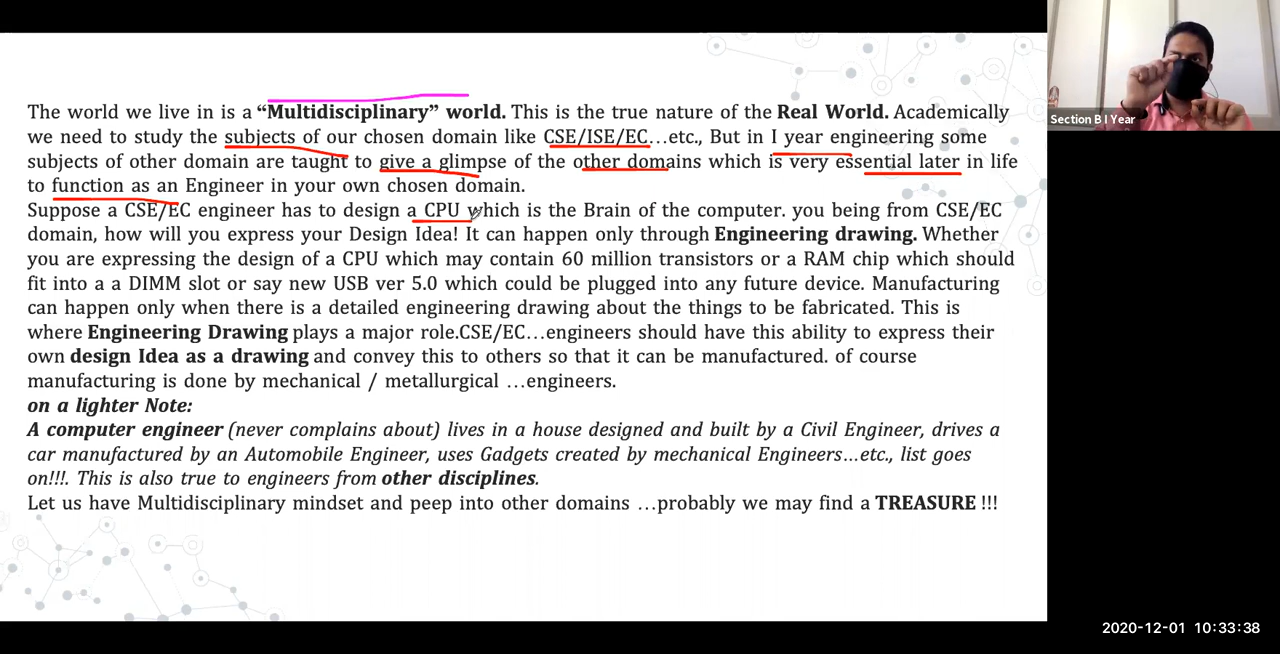 The world we live in is a “Multidisciplinary” world. This is the true nature of the Real World. Academically
we need to study the subjects of our chosen domain like CSE/ISE/EC…etc., But in I year engineering some
subjects of other domain are taught to give a glimpse of the other domains which is very essential later in life
to function as an Engineer in your own chosen domain.
Suppose a CSE/EC engineer has to design a CPU which is the Brain of the computer. you being from CSE/EC
domain, how will you express your Design Idea! It can happen only through Engineering drawing. Whether
you are expressing the design of a CPU which may contain 60 million transistors or a RAM chip which should
fit into a a DIMM slot or say new USB ver 5.0 which could be plugged into any future device. Manufacturing
can happen only when there is a detailed engineering drawing about the things to be fabricated. This is
where Engineering Drawing plays a major role.CSE/EC…engineers should have this ability to express their
own design Idea as a drawing and convey this to others so that it can be manufactured. of course
manufacturing is done by mechanical / metallurgical …engineers.
on a lighter Note:
A computer engineer (never complains about) lives in a house designed and built by a Civil Engineer, drives a
car manufactured by an Automobile Engineer, uses Gadgets created by mechanical Engineers…etc., list goes
on!!!. This is also true to engineers from other disciplines.
Let us have Multidisciplinary mindset and peep into other domains …probably we may find a TREASURE !!!
Section B I Year
2020-12-01 10:33:38